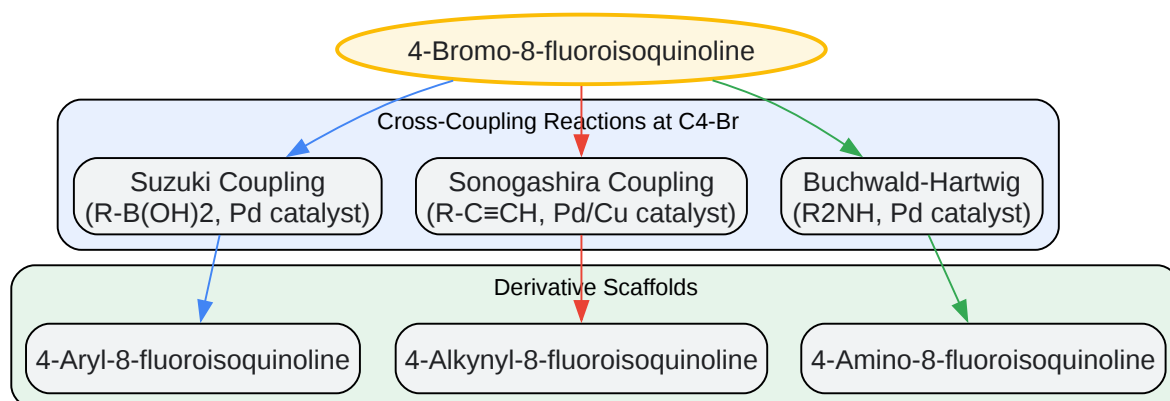 4-Bromo-8-fluoroisoquinoline
Cross-Coupling Reactions at C4-Br
Suzuki Coupling
(R-B(OH)2, Pd catalyst)
Sonogashira Coupling
(R-C≡CH, Pd/Cu catalyst)
Buchwald-Hartwig
(R2NH, Pd catalyst)
Derivative Scaffolds
4-Aryl-8-fluoroisoquinoline
4-Alkynyl-8-fluoroisoquinoline
4-Amino-8-fluoroisoquinoline